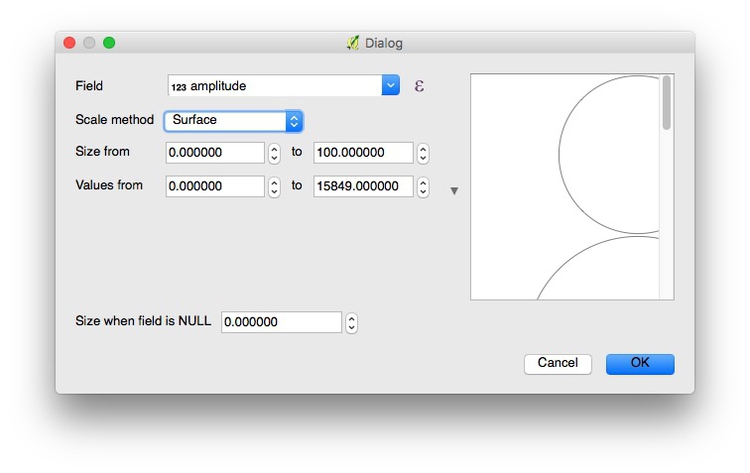 Dialog
Field 123 amplitude ε
Scale method Surface
Size from 0.000000 to 100.000000
Values from 0.000000 to 15849.000000
Size when field is NULL 0.000000
Cancel OK